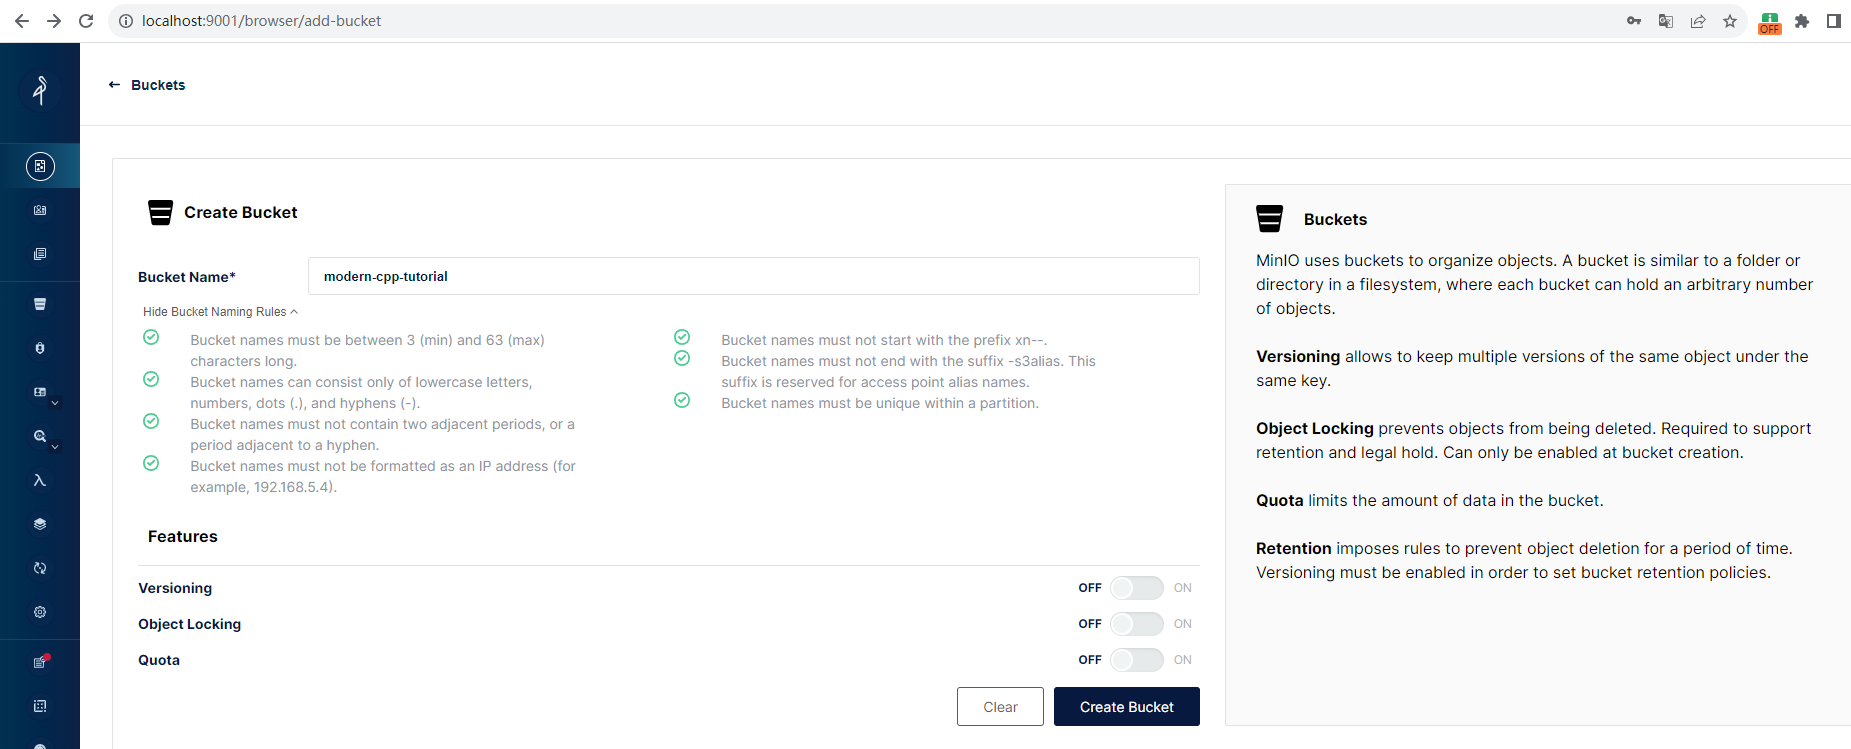 localhost:9001/browser/add-bucket
OFF
Buckets
Create Bucket
Bucket Name*
modern-cpp-tutorial
Hide Bucket Naming Rules
Bucket names must be between 3 (min) and 63 (max)
characters long.
Bucket names can consist only of lowercase letters,
numbers, dots (.), and hyphens (-).
Bucket names must not contain two adjacent periods, or a
period adjacent to a hyphen.
Bucket names must not be formatted as an IP address (for
example, 192.168.5.4).
Bucket names must not start with the prefix xn--.
Bucket names must not end with the suffix -s3alias. This
suffix is reserved for access point alias names.
Bucket names must be unique within a partition.
Features
Versioning OFF ON
Object Locking OFF ON
Quota OFF ON
Clear Create Bucket
Buckets
MinIO uses buckets to organize objects. A bucket is similar to a folder or
directory in a filesystem, where each bucket can hold an arbitrary number
of objects.
Versioning allows to keep multiple versions of the same object under the
same key.
Object Locking prevents objects from being deleted. Required to support
retention and legal hold. Can only be enabled at bucket creation.
Quota limits the amount of data in the bucket.
Retention imposes rules to prevent object deletion for a period of time.
Versioning must be enabled in order to set bucket retention policies.